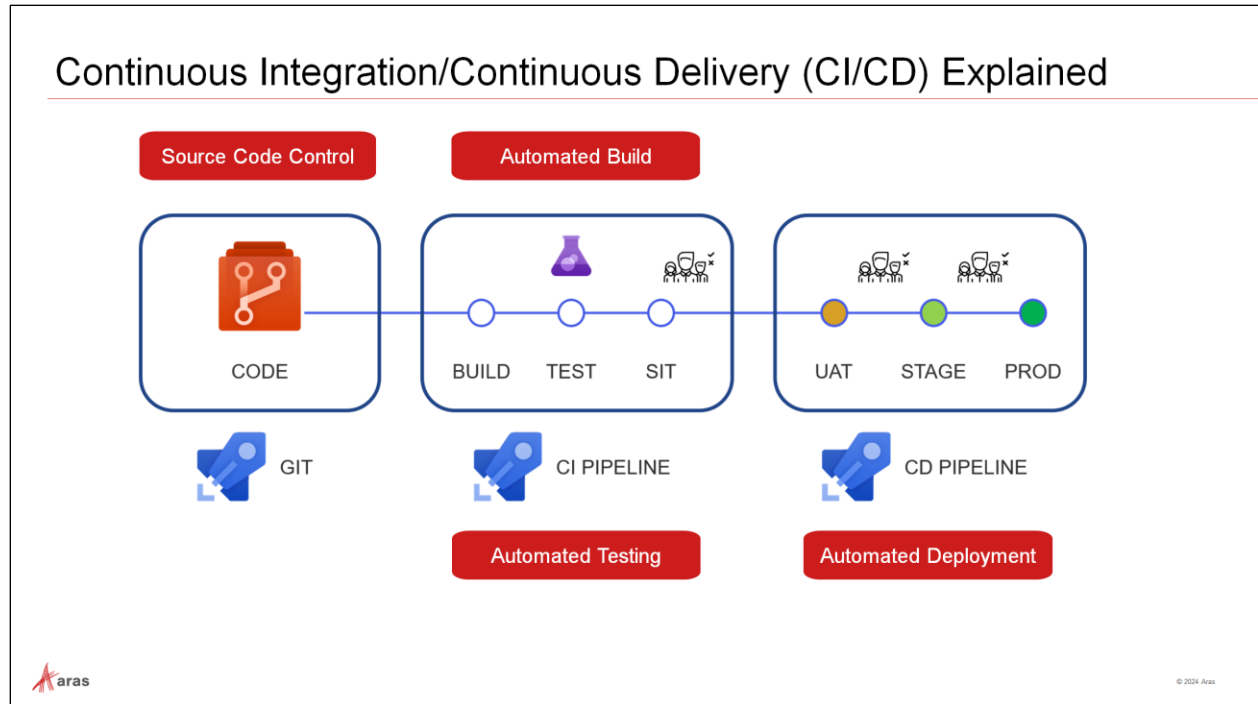 Continuous Integration/Continuous Delivery (CI/CD) Explained
Source Code Control
Automated Build
CODE
BUILD
TEST
SIT
UAT
STAGE
PROD
GIT
CI PIPELINE
CD PIPELINE
Automated Testing
Automated Deployment
aras
© 2024 Aras